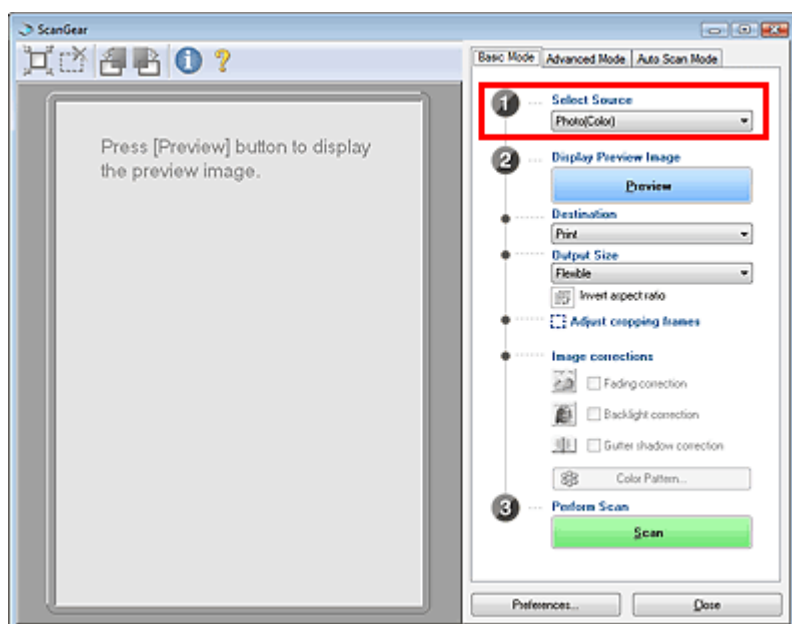 ScanGear
Press [Preview] button to display
the preview image.
Basic Mode
Advanced Mode
Auto Scan Mode
1
Select Source
Photo(Color)
2
Display Preview Image
Preview
Destination
Print
Output Size
Flexible
Invert aspect ratio
Adjust cropping frames
Image corrections
Fading correction
Backlight correction
Gutter shadow correction
Color Pattern...
3
Perform Scan
Scan
Preferences...
Close